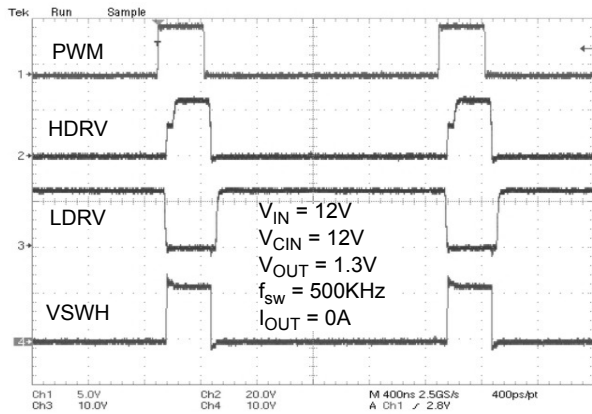 Tek Run Sample
PWM
1
HDRV
2
LDRV
3
V_IN = 12V
V_CIN = 12V
V_OUT = 1.3V
f_sw = 500KHz
I_OUT = 0A
VSWH
4
Ch1 5.0V Ch2 20.0V M 400ns 2.5GS/s 400ps/pt
Ch3 10.0V Ch4 10.0V A Ch1 / 2.8V